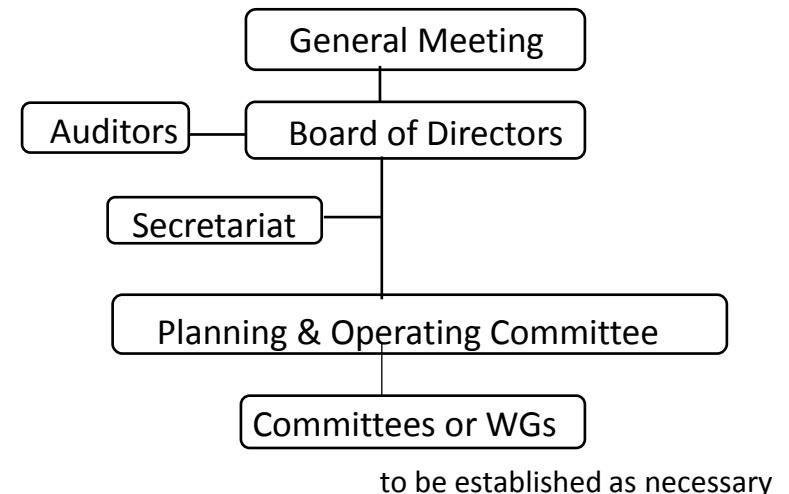 General Meeting
Auditors
Board of Directors
Secretariat
Planning & Operating Committee
Committees or WGs
to be established as necessary